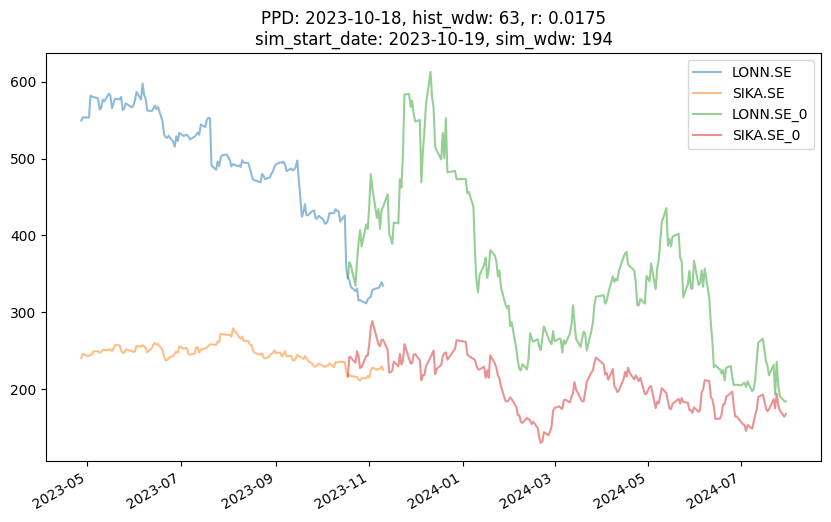 PPD: 2023-10-18, hist_wdw: 63, r: 0.0175
sim_start_date: 2023-10-19, sim_wdw: 194
LONN.SE
SIKA.SE
LONN.SE_0
SIKA.SE_0
600
500
400
300
200
2023-05
2023-07
2023-09
2023-11
2024-01
2024-03
2024-05
2024-07